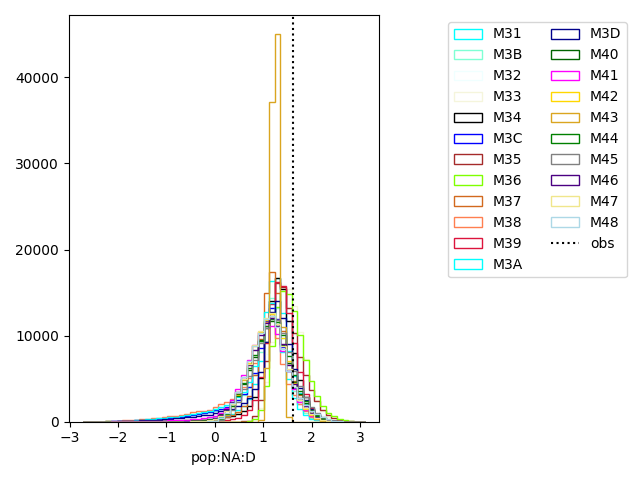 40000
30000
20000
10000
0
−3 −2 −1 0 1 2 3
pop:NA:D
M31 M3D
M3B M40
M32 M41
M33 M42
M34 M43
M3C M44
M35 M45
M36 M46
M37 M47
M38 M48
M39 obs
M3A